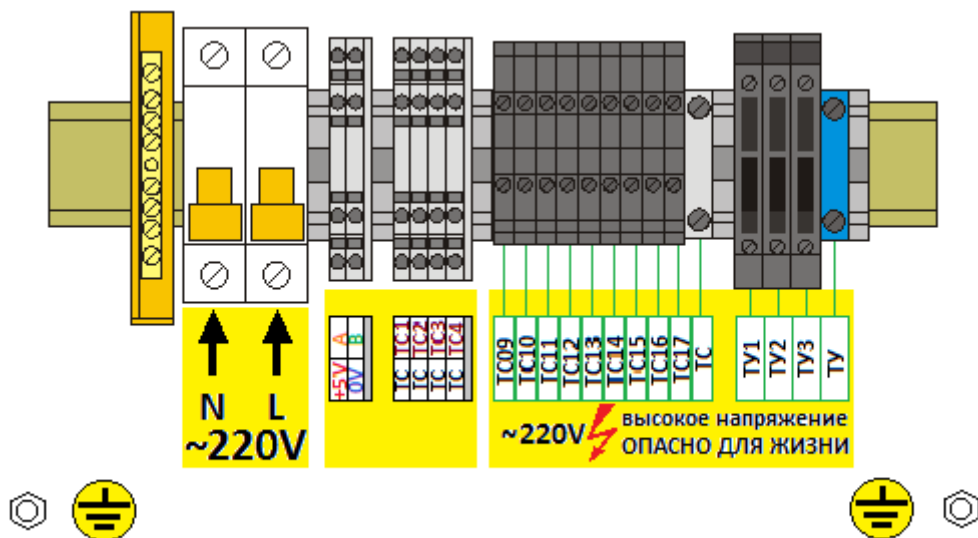 N L
~220V
+5V A
0V B
TC TC1
TC TC2
TC TC3
TC TC4
TC09
TC10
TC11
TC12
TC13
TC14
TC15
TC16
TC17
TC
~220V
высокое напряжение
ОПАСНО ДЛЯ ЖИЗНИ
ТУ1
ТУ2
ТУ3
ТУ